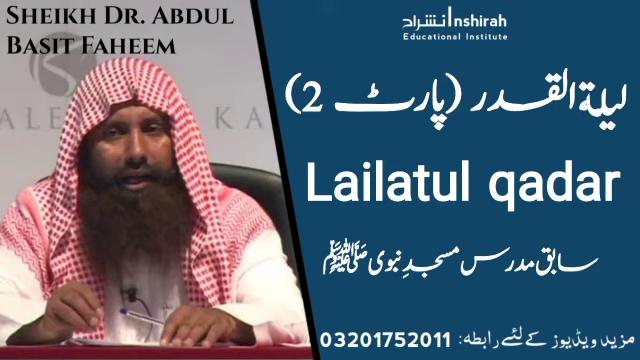 SHEIKH DR. ABDUL
BASIT FAHEEM
انشراح Inshirah
Educational Institute
لیلۃ القدر (پارٹ 2)
Lailatul qadar
سابق مدرس مسجدِ نبوی ﷺ
مزید ویڈیوز کے لئے رابطہ: 03201752011